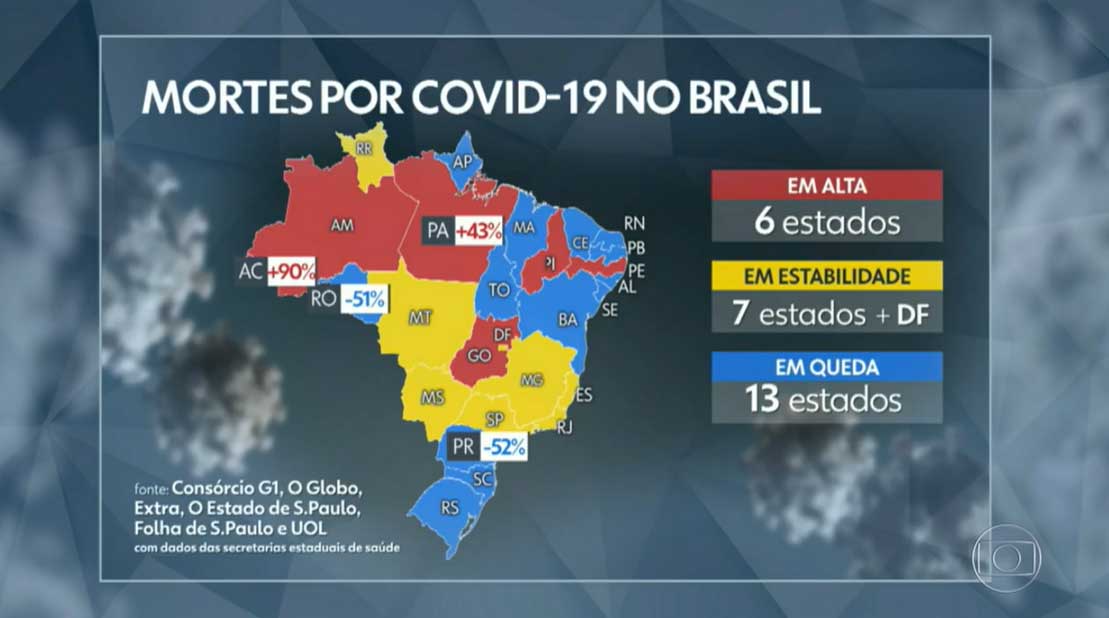 MORTES POR COVID-19 NO BRASIL
RR
AP
AM
PA +43%
MA
CE
RN
PB
PE
AL
SE
PI
AC +90%
RO -51%
TO
BA
MT
DF
GO
MG
ES
MS
SP
RJ
PR -52%
SC
RS
EM ALTA
6 estados
EM ESTABILIDADE
7 estados + DF
EM QUEDA
13 estados
fonte: Consórcio G1, O Globo,
Extra, O Estado de S.Paulo,
Folha de S.Paulo e UOL
com dados das secretarias estaduais de saúde